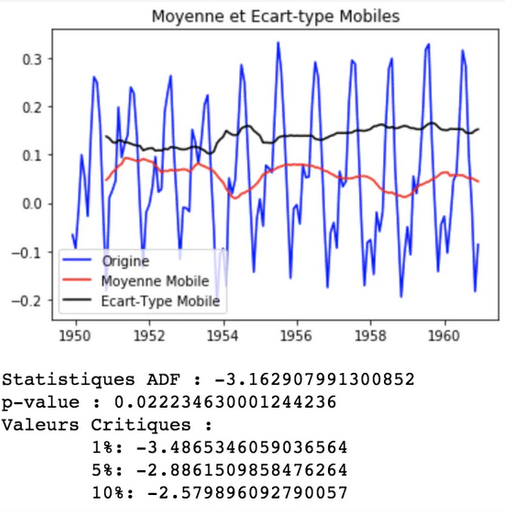 Moyenne et Ecart-type Mobiles
0.3
0.2
0.1
0.0
−0.1
−0.2
Origine
Moyenne Mobile
Ecart-Type Mobile
1950 1952 1954 1956 1958 1960
Statistiques ADF : -3.162907991300852
p-value : 0.022234630001244236
Valeurs Critiques :
1%: -3.4865346059036564
5%: -2.8861509858476264
10%: -2.579896092790057